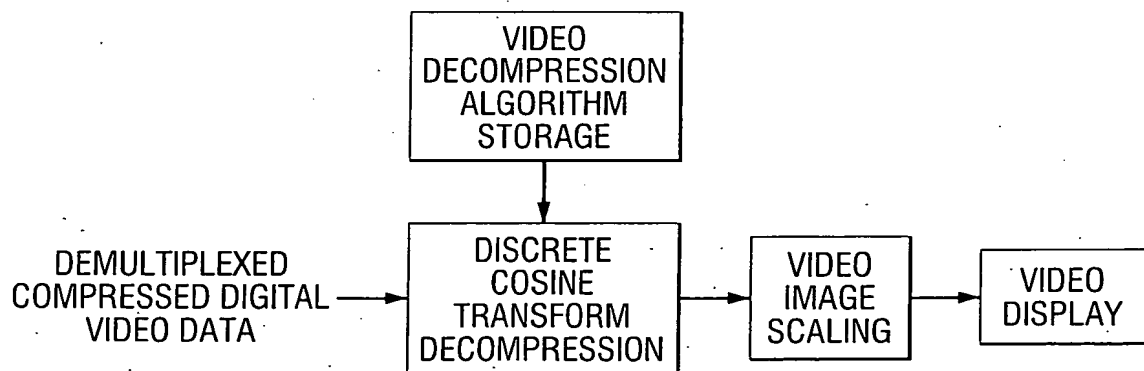 VIDEO
DECOMPRESSION
ALGORITHM
STORAGE
DEMULTIPLEXED
COMPRESSED DIGITAL
VIDEO DATA
DISCRETE
COSINE
TRANSFORM
DECOMPRESSION
VIDEO
IMAGE
SCALING
VIDEO
DISPLAY